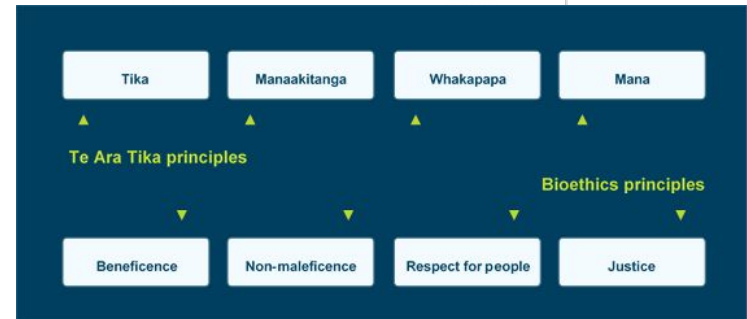 Tika
Manaakitanga
Whakapapa
Mana
Te Ara Tika principles
Bioethics principles
Beneficence
Non-maleficence
Respect for people
Justice